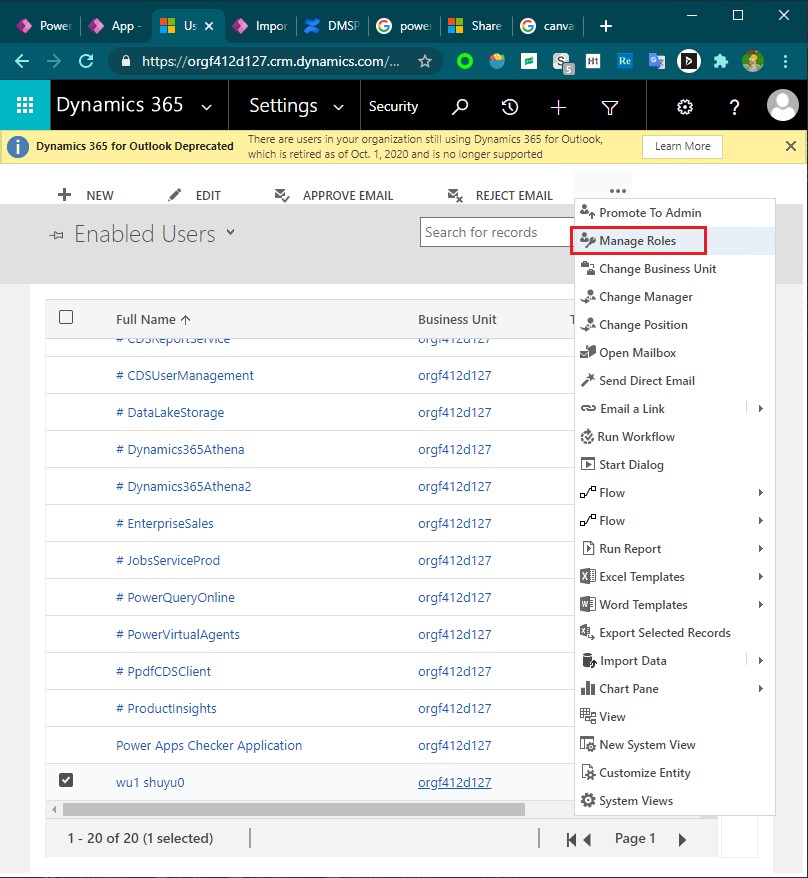 Power
App -
Us
Impor
DMSP
power
Share
canva
https://orgf412d127.crm.dynamics.com/...
5
H1
Re
Dynamics 365
Settings
Security
?
i
Dynamics 365 for Outlook Deprecated
There are users in your organization still using Dynamics 365 for Outlook,
which is retired as of Oct. 1, 2020 and is no longer supported
Learn More
NEW
EDIT
APPROVE EMAIL
REJECT EMAIL
Enabled Users
Search for records
Full Name
Business Unit
# CDSReportService
orgf412d127
# CDSUserManagement
orgf412d127
# DataLakeStorage
orgf412d127
# Dynamics365Athena
orgf412d127
# Dynamics365Athena2
orgf412d127
# EnterpriseSales
orgf412d127
# JobsServiceProd
orgf412d127
# PowerQueryOnline
orgf412d127
# PowerVirtualAgents
orgf412d127
# PpdfCDSClient
orgf412d127
# ProductInsights
orgf412d127
Power Apps Checker Application
orgf412d127
wu1 shuyu0
orgf412d127
1 - 20 of 20 (1 selected)
Page 1
Promote To Admin
Manage Roles
Change Business Unit
Change Manager
Change Position
Open Mailbox
Send Direct Email
Email a Link
Run Workflow
Start Dialog
Flow
Flow
Run Report
Excel Templates
Word Templates
Export Selected Records
Import Data
Chart Pane
View
New System View
Customize Entity
System Views